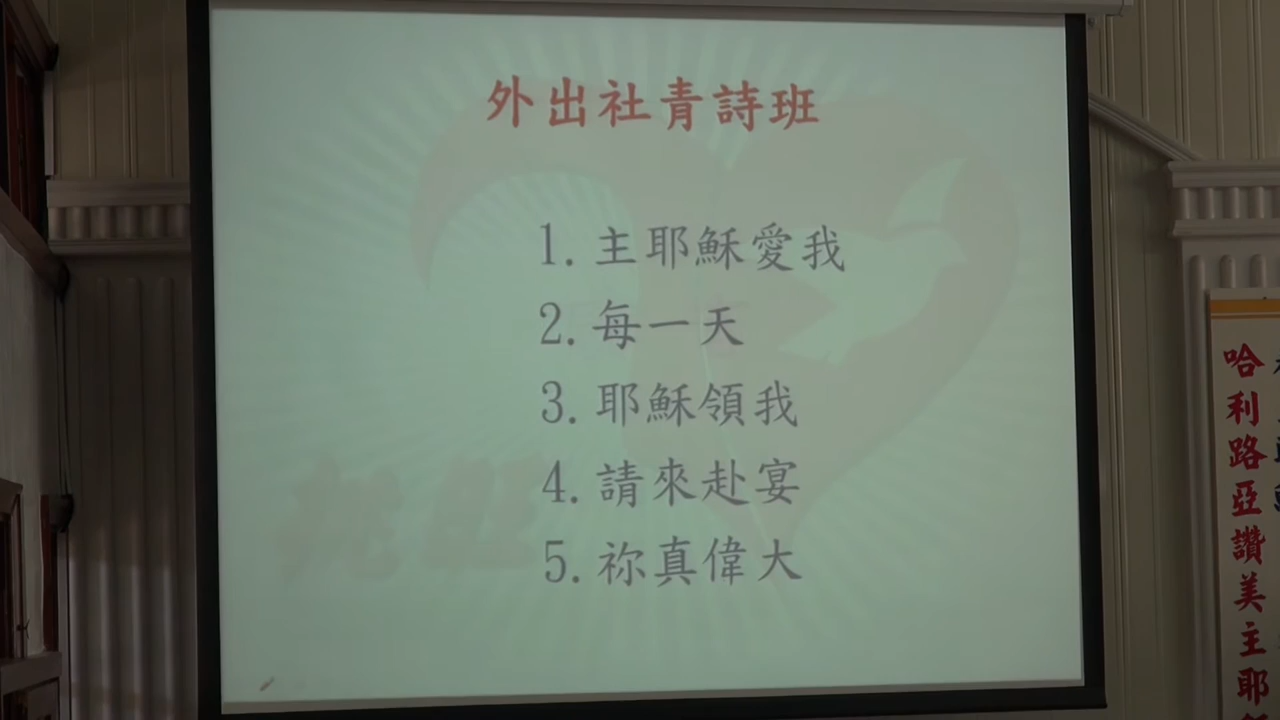 外出社青詩班
1. 主耶穌愛我
2. 每一天
3. 耶穌領我
4. 請來赴宴
5. 祢真偉大
哈利路亞讚美主耶